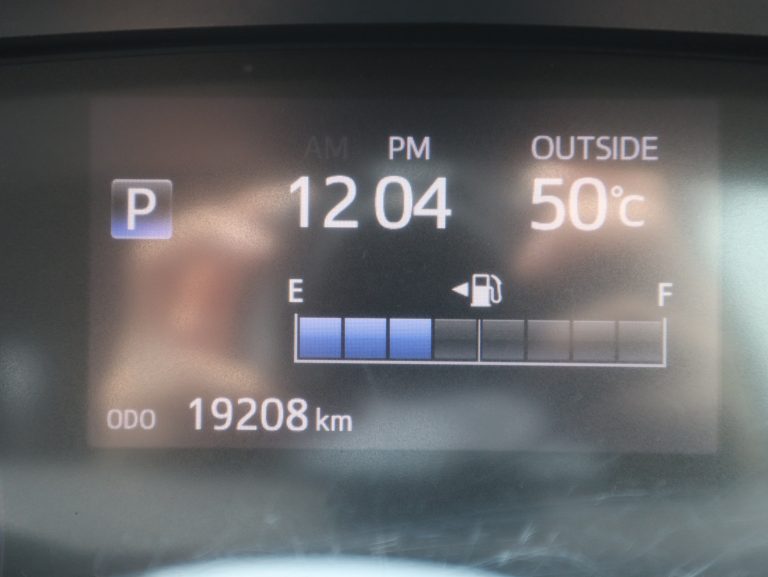 AM PM OUTSIDE
P 12 04 50°C
E F
ODO 19208 km